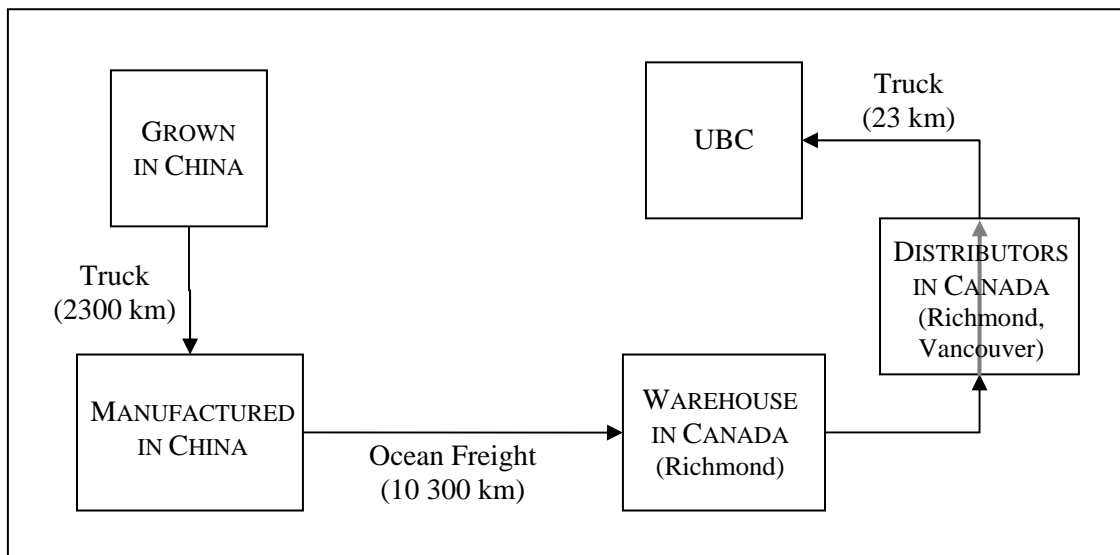 GROWN
IN CHINA
Truck
(2300 km)
MANUFACTURED
IN CHINA
Ocean Freight
(10 300 km)
WAREHOUSE
IN CANADA
(Richmond)
DISTRIBUTORS
IN CANADA
(Richmond,
Vancouver)
Truck
(23 km)
UBC